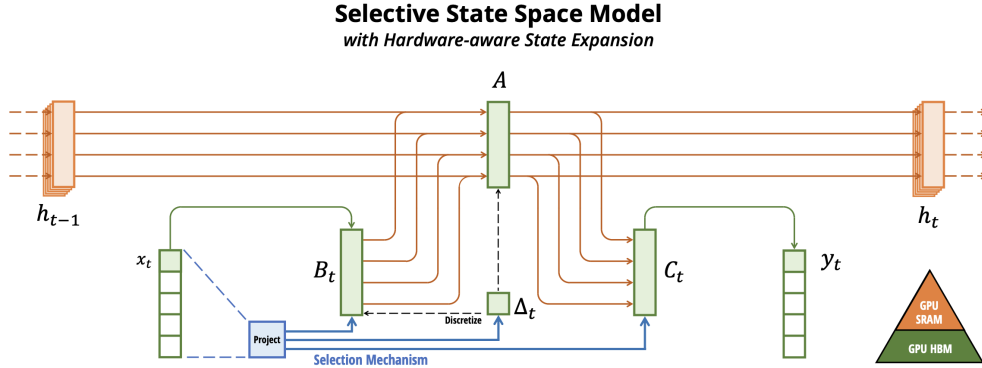 Selective State Space Model
with Hardware-aware State Expansion
A
h_{t-1}
h_t
x_t
B_t
C_t
y_t
Δ_t
Discretize
Project
Selection Mechanism
GPU
SRAM
GPU HBM